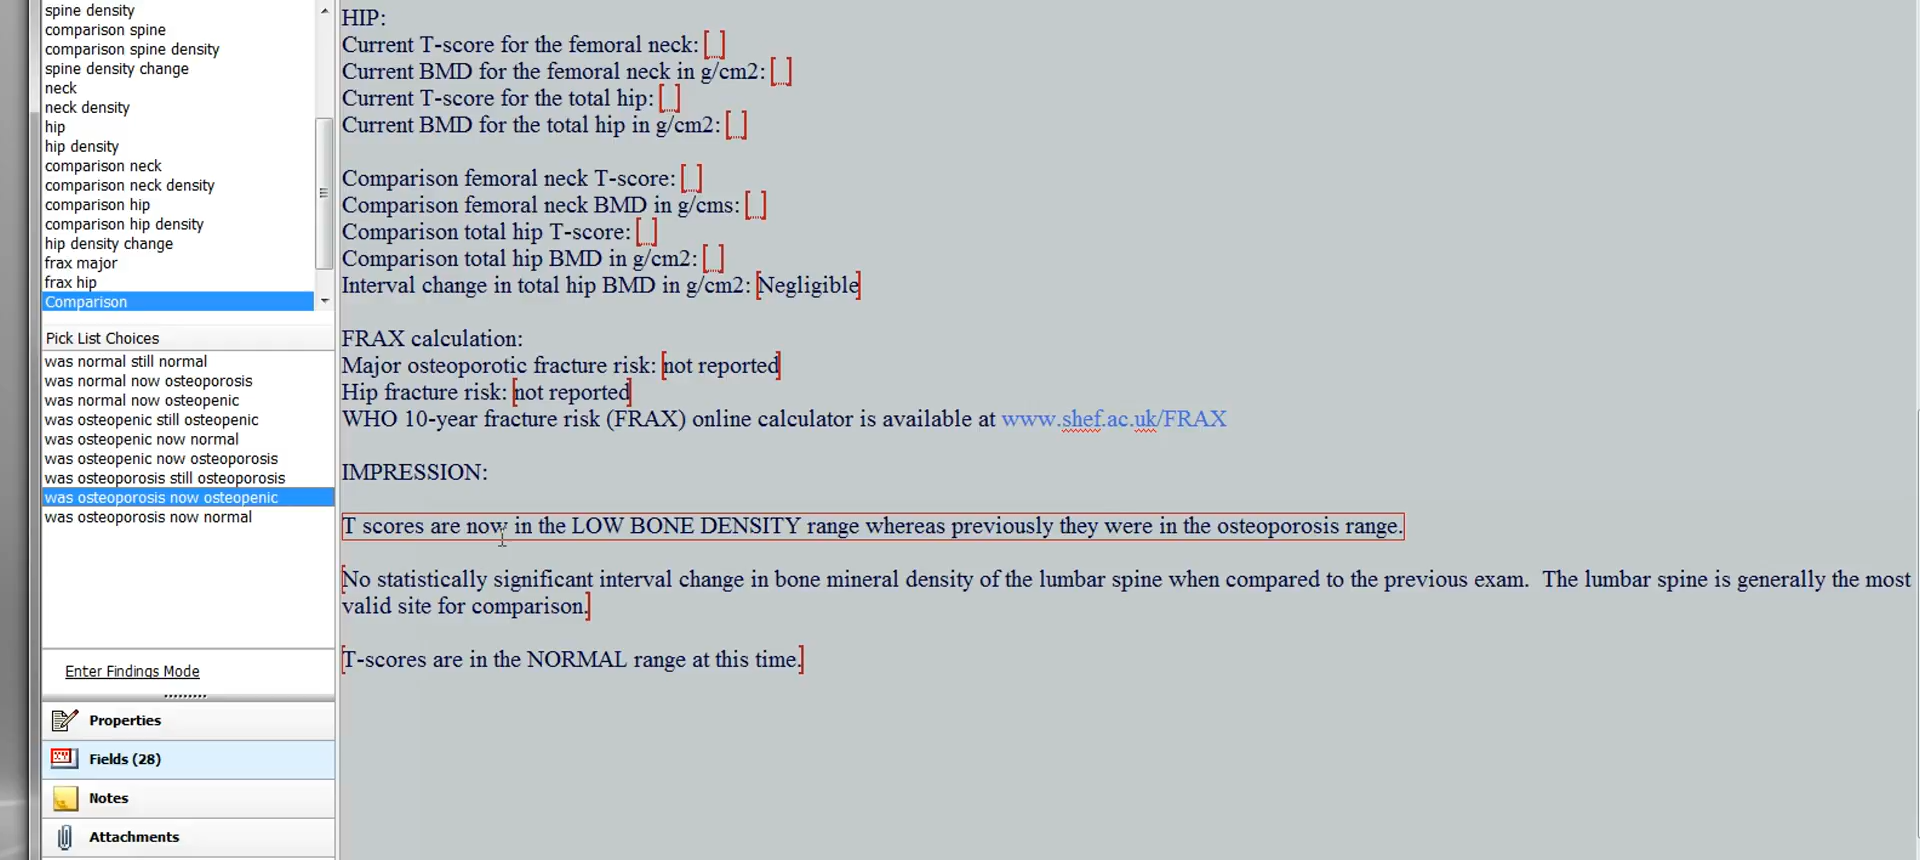 spine density
comparison spine
comparison spine density
spine density change
neck
neck density
hip
hip density
comparison neck
comparison neck density
comparison hip
comparison hip density
hip density change
frax major
frax hip
Comparison
Pick List Choices
was normal still normal
was normal now osteoporosis
was normal now osteopenic
was osteopenic still osteopenic
was osteopenic now normal
was osteopenic now osteoporosis
was osteoporosis still osteoporosis
was osteoporosis now osteopenic
was osteoporosis now normal
Enter Findings Mode
Properties
Fields (28)
Notes
Attachments
HIP:
Current T-score for the femoral neck: [ ]
Current BMD for the femoral neck in g/cm2: [ ]
Current T-score for the total hip: [ ]
Current BMD for the total hip in g/cm2: [ ]
Comparison femoral neck T-score: [ ]
Comparison femoral neck BMD in g/cms: [ ]
Comparison total hip T-score: [ ]
Comparison total hip BMD in g/cm2: [ ]
Interval change in total hip BMD in g/cm2: [Negligible]
FRAX calculation:
Major osteoporotic fracture risk: [not reported]
Hip fracture risk: [not reported]
WHO 10-year fracture risk (FRAX) online calculator is available at www.shef.ac.uk/FRAX
IMPRESSION:
T scores are now in the LOW BONE DENSITY range whereas previously they were in the osteoporosis range.
[No statistically significant interval change in bone mineral density of the lumbar spine when compared to the previous exam.  The lumbar spine is generally the most
valid site for comparison.]
[T-scores are in the NORMAL range at this time.]